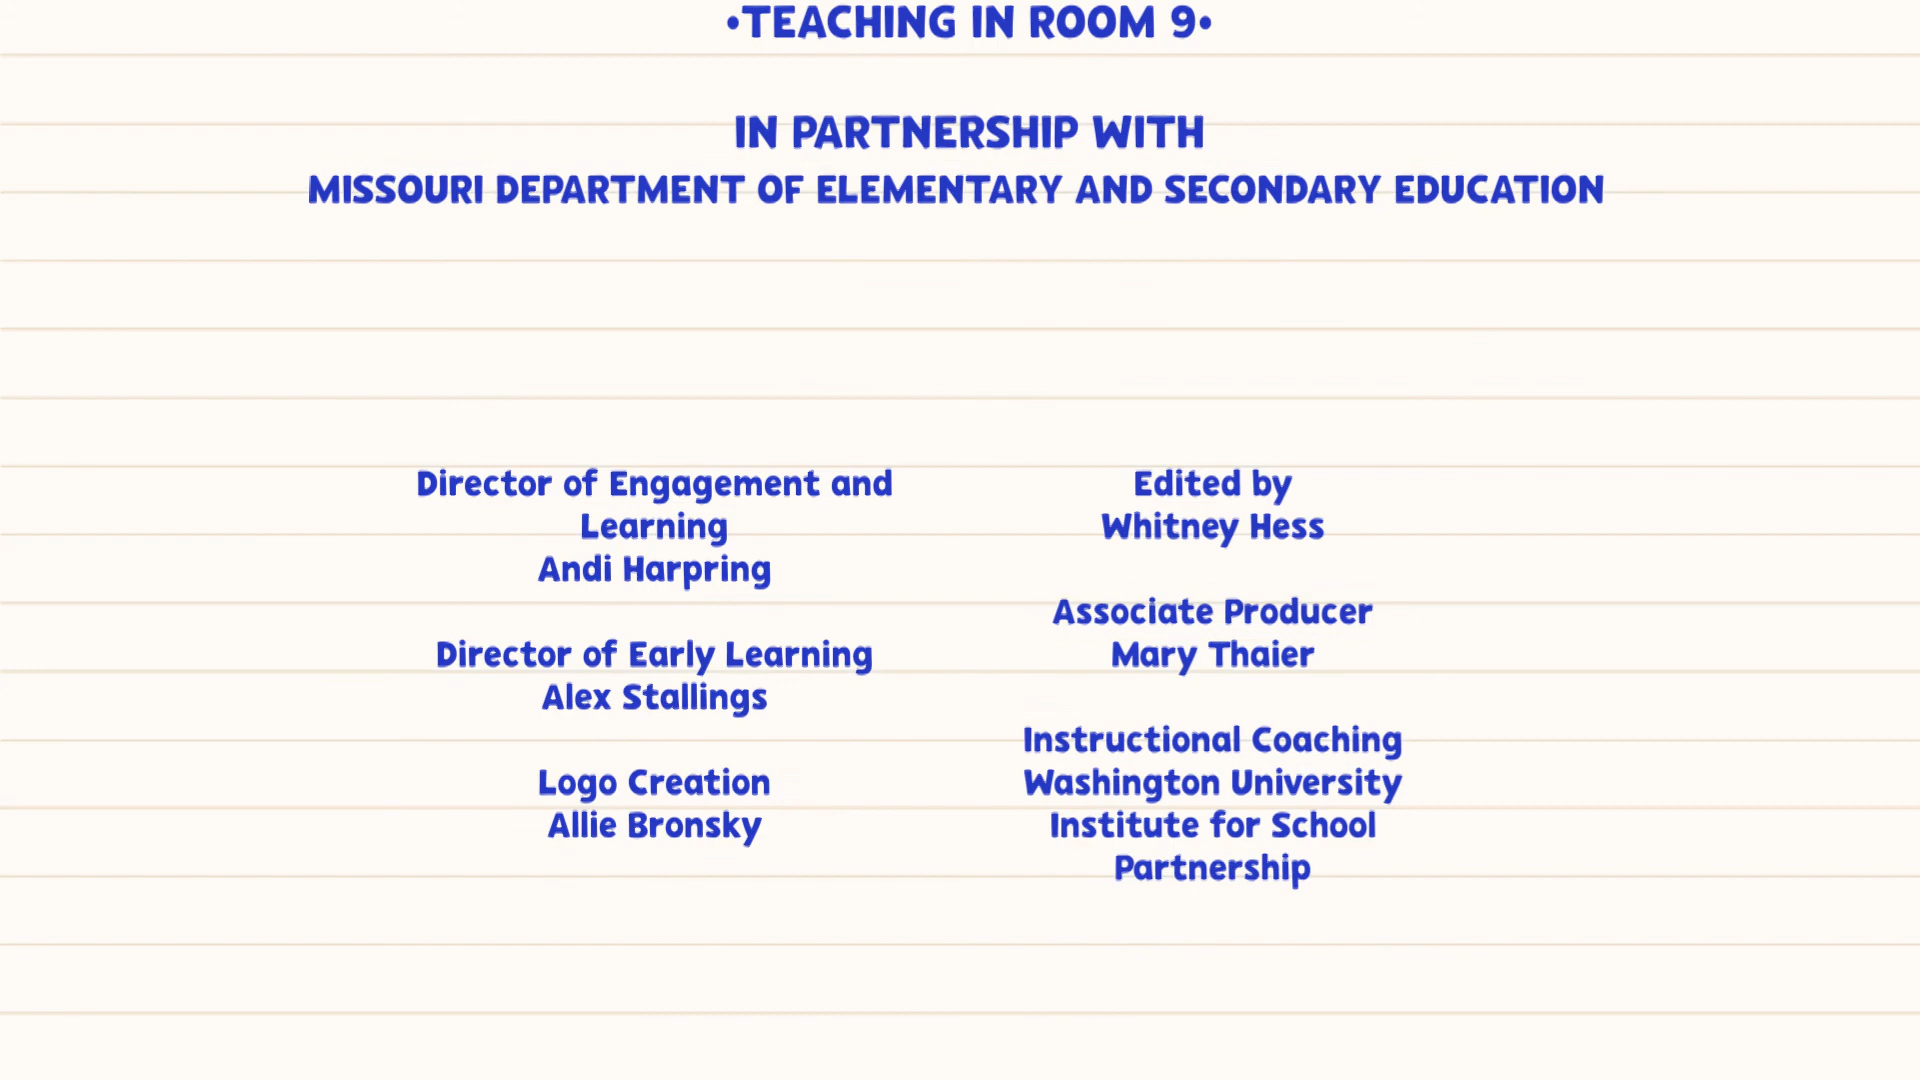 •TEACHING IN ROOM 9•
IN PARTNERSHIP WITH
MISSOURI DEPARTMENT OF ELEMENTARY AND SECONDARY EDUCATION
Director of Engagement and
Learning
Andi Harpring
Director of Early Learning
Alex Stallings
Logo Creation
Allie Bronsky
Edited by
Whitney Hess
Associate Producer
Mary Thaier
Instructional Coaching
Washington University
Institute for School
Partnership